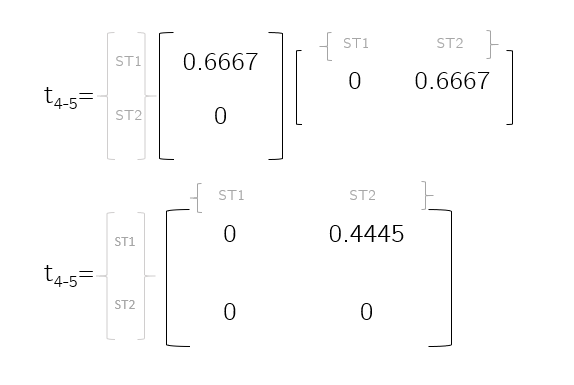 ST1 ST2
ST1 0.6667 0 0.6667
t4-5=
ST2 0
ST1 ST2
ST1 0 0.4445
t4-5=
ST2 0 0